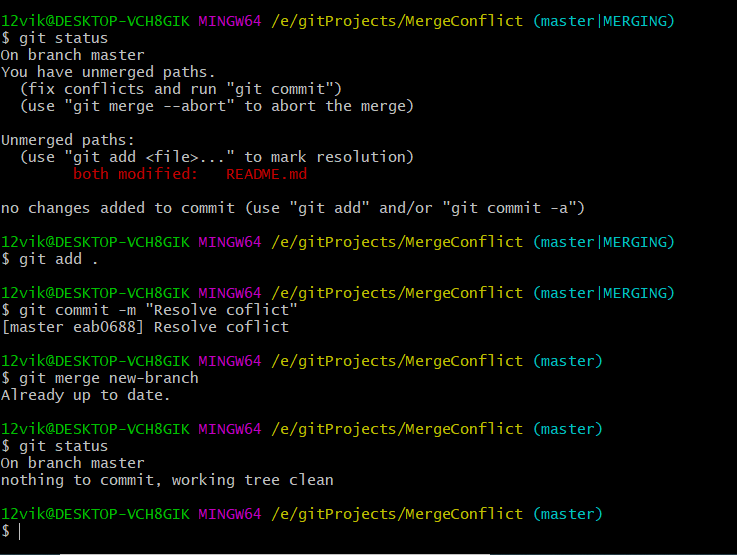 12vik@DESKTOP-VCH8GIK MINGW64 /e/gitProjects/MergeConflict (master|MERGING)
$ git status
On branch master
You have unmerged paths.
  (fix conflicts and run "git commit")
  (use "git merge --abort" to abort the merge)

Unmerged paths:
  (use "git add <file>..." to mark resolution)
        both modified:   README.md

no changes added to commit (use "git add" and/or "git commit -a")

12vik@DESKTOP-VCH8GIK MINGW64 /e/gitProjects/MergeConflict (master|MERGING)
$ git add .

12vik@DESKTOP-VCH8GIK MINGW64 /e/gitProjects/MergeConflict (master|MERGING)
$ git commit -m "Resolve coflict"
[master eab0688] Resolve coflict

12vik@DESKTOP-VCH8GIK MINGW64 /e/gitProjects/MergeConflict (master)
$ git merge new-branch
Already up to date.

12vik@DESKTOP-VCH8GIK MINGW64 /e/gitProjects/MergeConflict (master)
$ git status
On branch master
nothing to commit, working tree clean

12vik@DESKTOP-VCH8GIK MINGW64 /e/gitProjects/MergeConflict (master)
$